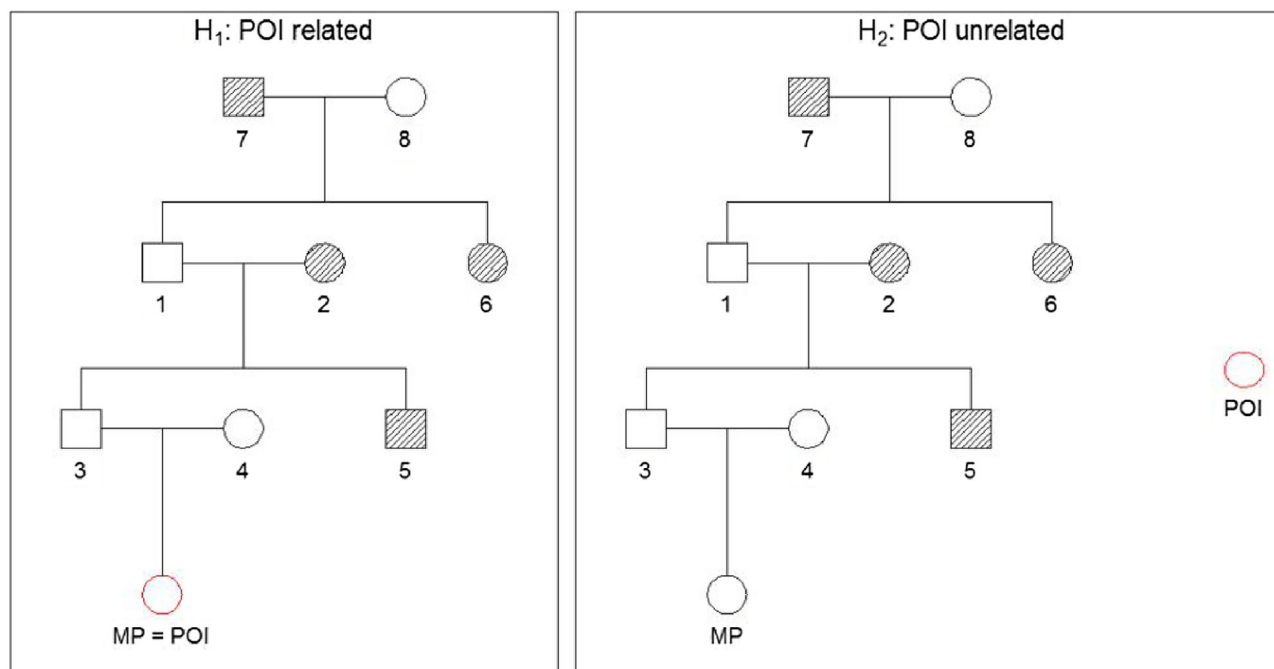 H₁: POI related
7 8
1 2 6
3 4 5
MP = POI
H₂: POI unrelated
7 8
1 2 6
POI
3 4 5
MP